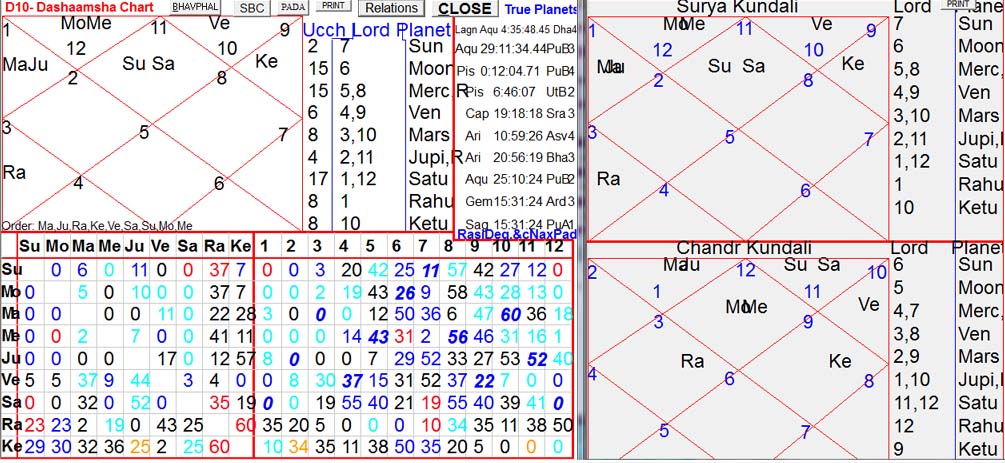 D10- Dashaamsha Chart BHAVPHAL SBC PADA PRINT Relations CLOSE True Planets
1 MoMe 11 Ve 9
12 10
MaJu Su Sa Ke
2 8
3 5 7
Ra
4 6
Order: Ma,Ju,Ra,Ke,Ve,Sa,Su,Mo,Me
Ucch Lord Planet
2 7 Sun
15 6 Moon
15 5,8 Merc,R
6 4,9 Ven
8 3,10 Mars
4 2,11 Jupi,R
17 1,12 Satu
8 1 Rahu
8 10 Ketu
Lagn Aqu 4:35:48.45 Dha4
Aqu 29:11:34.44 PuB3
Pis 0:12:04.71 PuB4
Pis 6:46:07 UtB2
Cap 19:18:18 Sra 3
Ari 10:59:26 Asv4
Ari 20:56:19 Bha3
Aqu 25:10:24 PuB2
Gem 15:31:24 Ard 3
Sag 15:31:24 PuA1
RasiDeg.&cNaxPad
Su Mo Ma Me Ju Ve Sa Ra Ke 1 2 3 4 5 6 7 8 9 10 11 12
Su 0 6 0 11 0 0 37 7 0 0 3 20 42 25 11 57 42 27 12 0
Mo 0 5 0 10 0 0 37 7 0 0 2 19 43 26 9 58 43 28 13 0
Ma 0 0 0 0 11 0 22 28 3 0 0 0 12 50 36 6 47 60 36 18
Me 0 0 2 7 0 0 41 11 0 0 0 14 43 31 2 56 46 31 16 1
Ju 0 0 0 0 17 0 12 57 8 0 0 0 7 29 52 33 27 53 52 40
Ve 5 5 37 9 44 3 4 0 0 8 30 37 15 31 52 37 22 7 0 0
Sa 0 0 32 0 52 0 35 19 0 0 19 55 40 21 19 55 40 39 41 0
Ra 23 23 2 19 0 43 25 60 35 20 5 0 0 0 10 34 35 11 38 50
Ke 29 30 32 36 25 2 25 60 10 34 35 11 38 50 35 20 5 0 0 0
Surya Kundali PRINT
1 Me Ve 9
12 10
Su Sa Ke
2 8
3 5 7
Ra
4 6
Lord Plane
7 Sun
6 Moon
5,8 Merc,
4,9 Ven
3,10 Mars
2,11 Jupi,
1,12 Satu
1 Rahu
10 Ketu
Chandr Kundali
2 12 Su Sa 10
1 11
Me Ve
3 9
Ra Ke
4 6 8
5 7
Lord Planet
6 Sun
5 Moon
4,7 Merc,
3,8 Ven
2,9 Mars
1,10 Jupi,
11,12 Satu
12 Rahu
9 Ketu